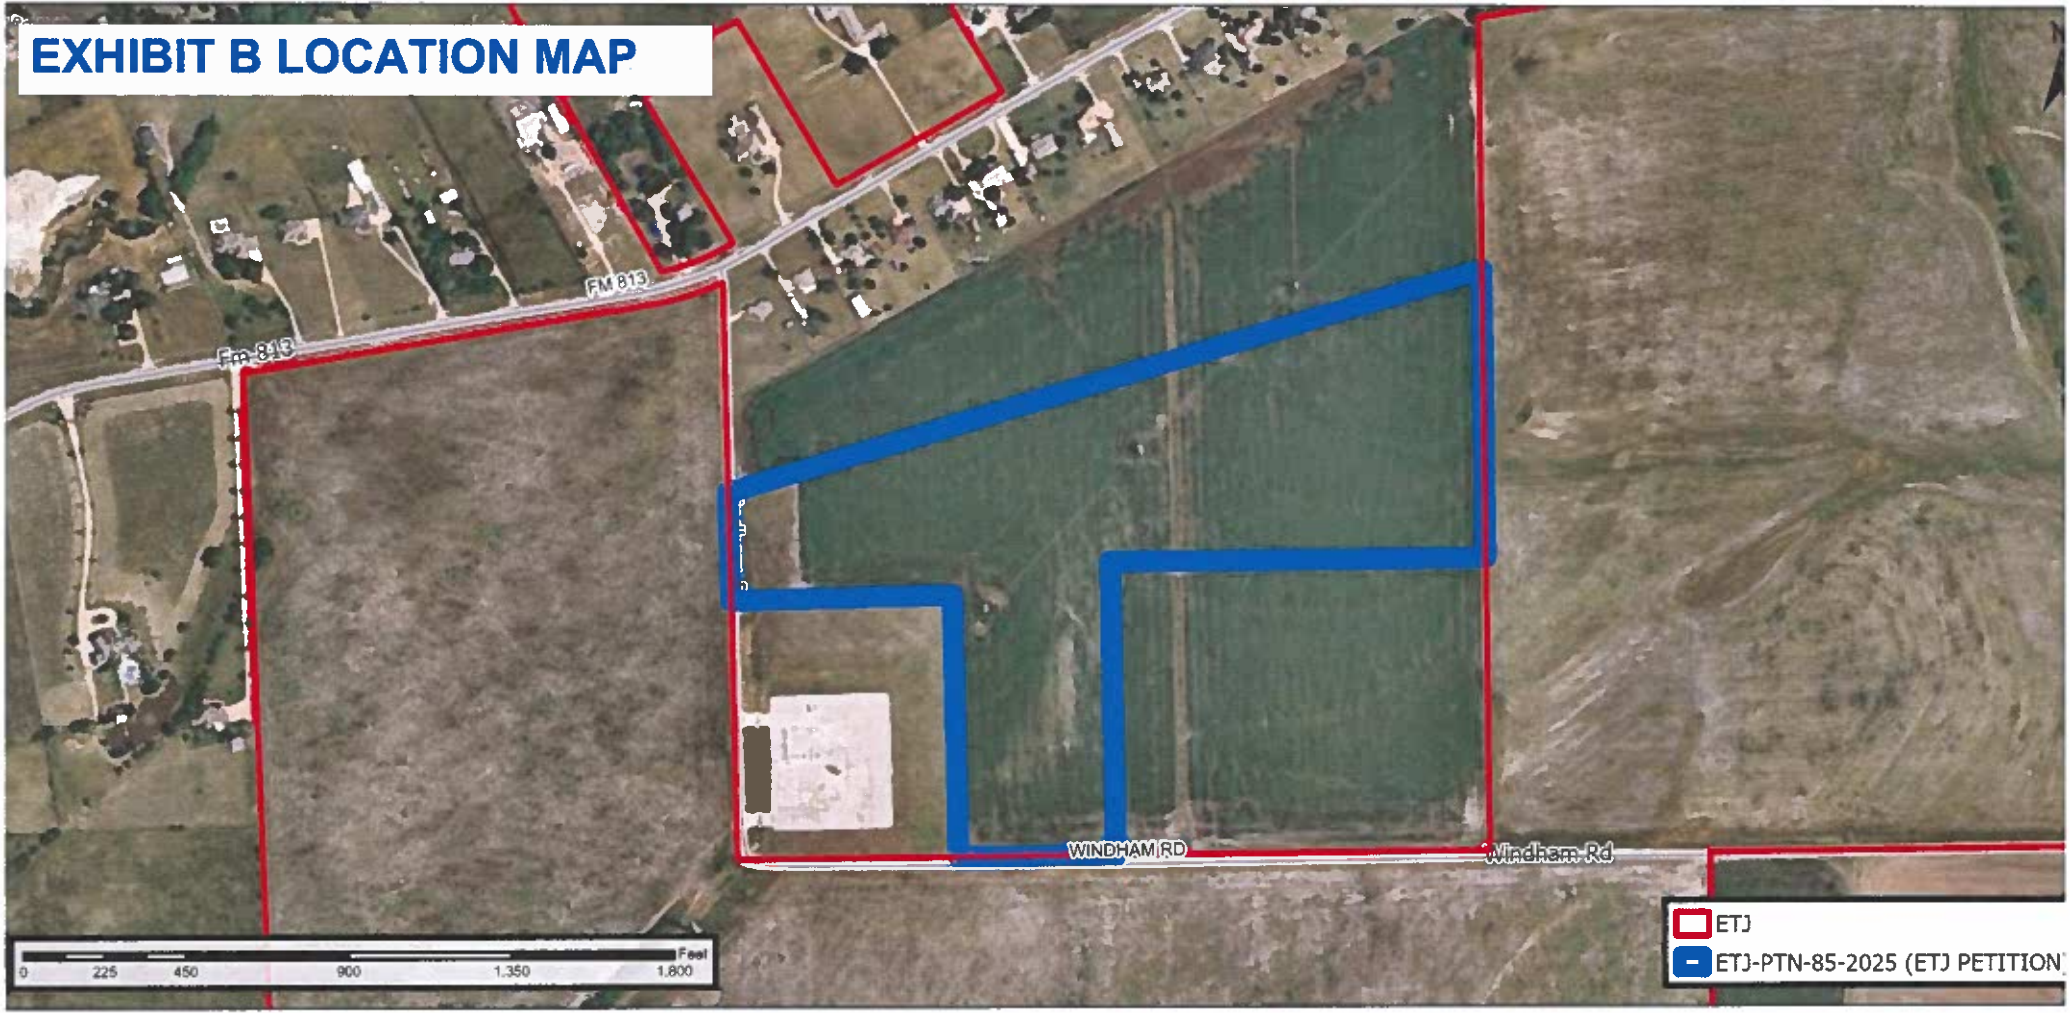 EXHIBIT B LOCATION MAP
FM 813
Fm 813
WINDHAM RD
Windham Rd
ETJ
ETJ-PTN-85-2025 (ETJ PETITION
Feet
0 225 450 900 1,350 1,800